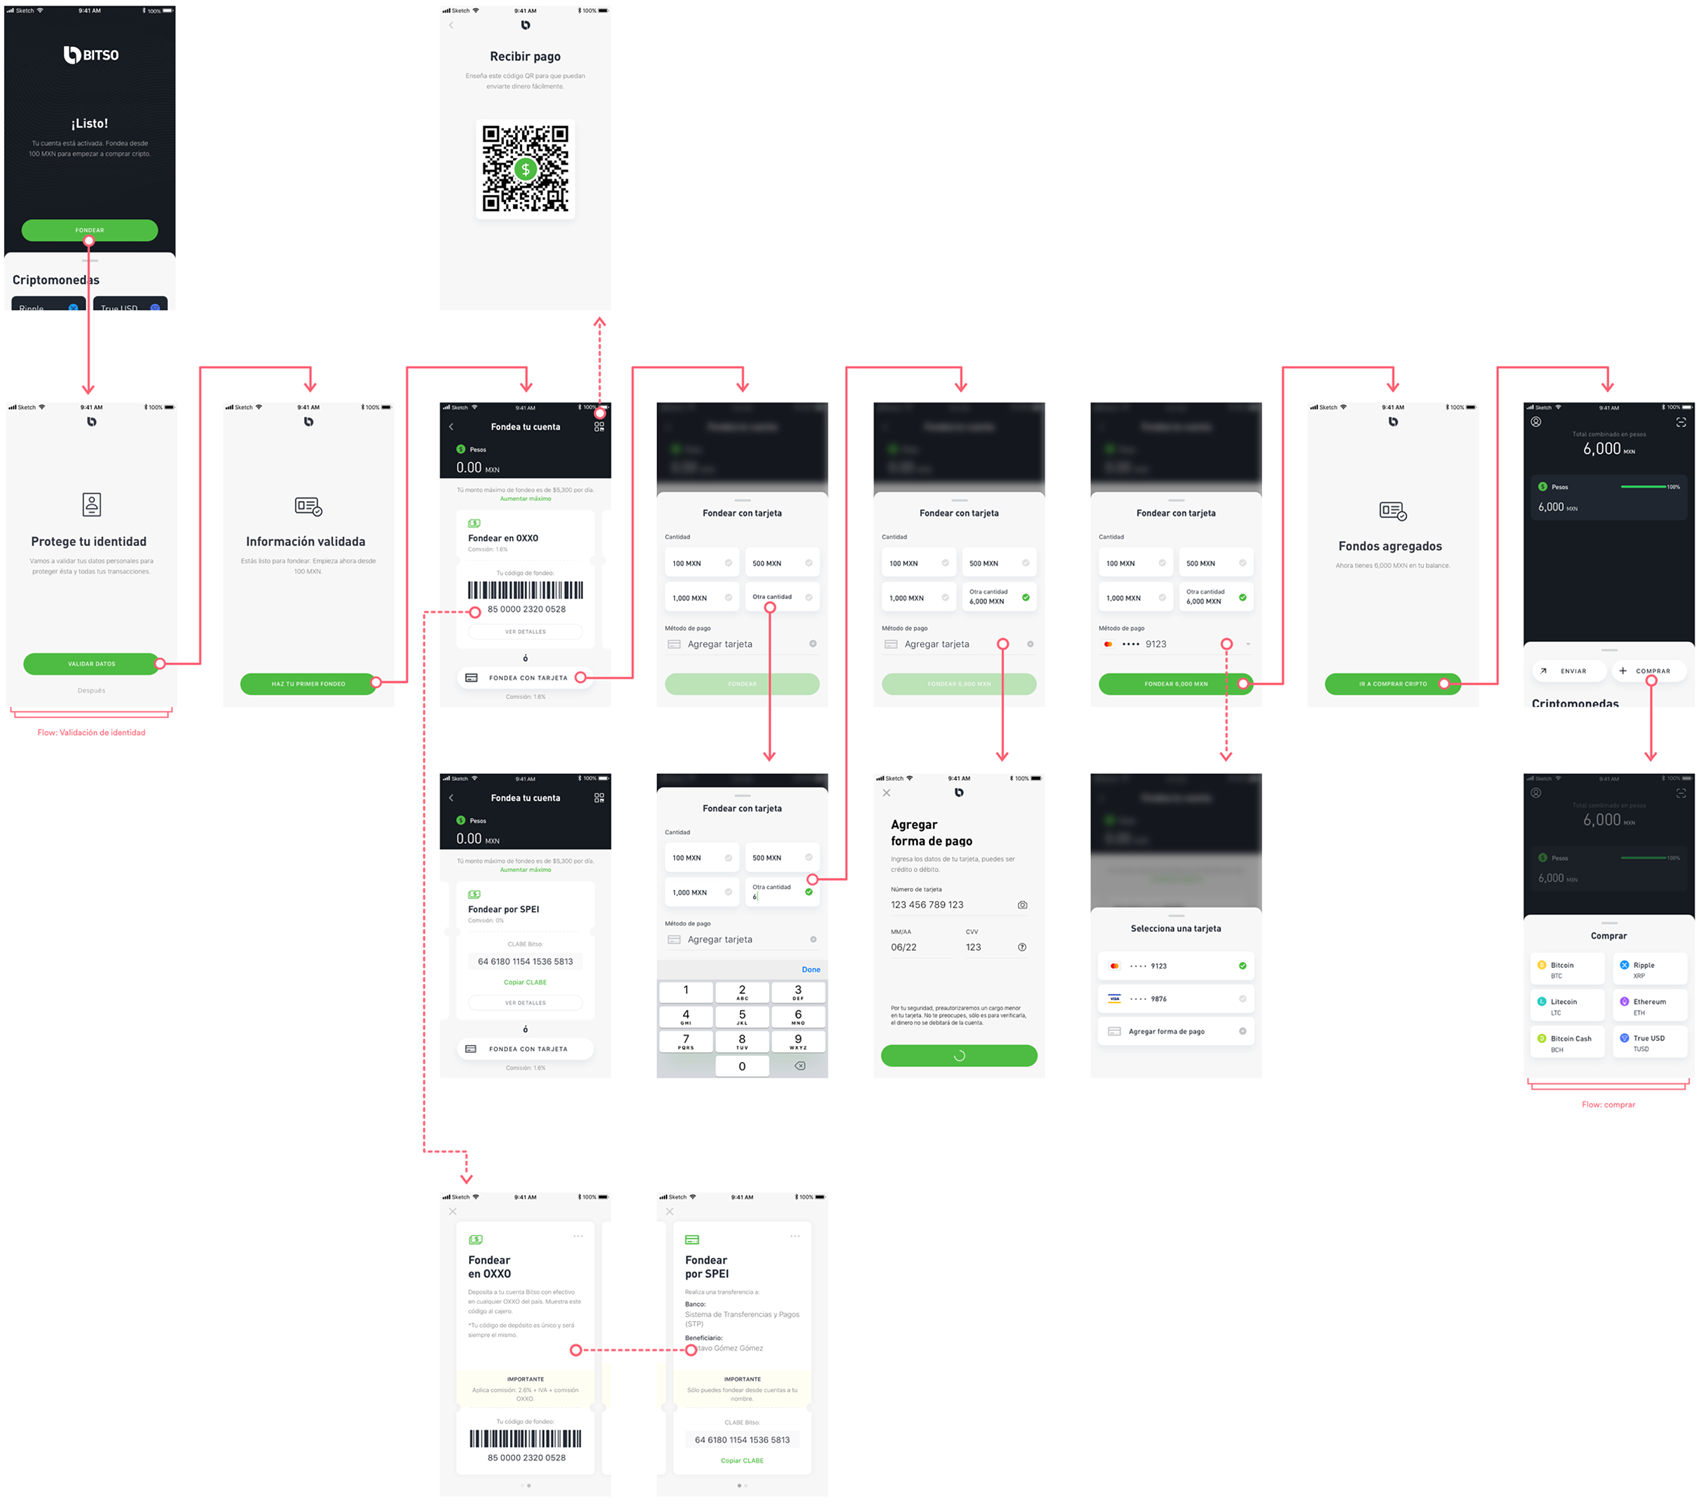 Sketch 9:41 AM 100%
BITSO
¡Listo!
Tu cuenta está activada. Fondea desde
100 MXN para empezar a comprar cripto.
FONDEAR
Criptomonedas
Ripple
True USD
Sketch 9:41 AM 100%
Recibir pago
Enseña este código QR para que puedan
enviarte dinero fácilmente.
Sketch 9:41 AM 100%
Protege tu identidad
Vamos a validar tus datos personales para
proteger ésta y todas tus transacciones.
VALIDAR DATOS
Después
Flow: Validación de identidad
Sketch 9:41 AM 100%
Información validada
Estás listo para fondear. Empieza ahora desde
100 MXN.
HAZ TU PRIMER FONDEO
Sketch 9:41 AM 100%
Fondea tu cuenta
$ Pesos
0.00 MXN
Tú monto máximo de fondeo es de $5,300 por día.
Aumentar máximo
Fondear en OXXO
Comisión: 1.6%
Tu código de fondeo:
85 0000 2320 0528
VER DETALLES
ó
FONDEA CON TARJETA
Comisión: 1.6%
Fondear con tarjeta
Cantidad
100 MXN
500 MXN
1,000 MXN
Otra cantidad
Método de pago
Agregar tarjeta
FONDEAR
Fondear con tarjeta
Cantidad
100 MXN
500 MXN
1,000 MXN
Otra cantidad
6,000 MXN
Método de pago
Agregar tarjeta
FONDEAR 6,000 MXN
Fondear con tarjeta
Cantidad
100 MXN
500 MXN
1,000 MXN
Otra cantidad
6,000 MXN
Método de pago
•••• 9123
FONDEAR 6,000 MXN
Sketch 9:41 AM 100%
Fondos agregados
Ahora tienes 6,000 MXN en tu balance.
IR A COMPRAR CRIPTO
Sketch 9:41 AM 100%
Total combinado en pesos
6,000 MXN
$ Pesos 100%
6,000 MXN
ENVIAR
COMPRAR
Criptomonedas
Sketch 9:41 AM 100%
Fondea tu cuenta
$ Pesos
0.00 MXN
Tú monto máximo de fondeo es de $5,300 por día.
Aumentar máximo
Fondear por SPEI
Comisión: 0%
CLABE Bitso:
64 6180 1154 1536 5813
Copiar CLABE
VER DETALLES
ó
FONDEA CON TARJETA
Comisión: 1.6%
Fondear con tarjeta
Cantidad
100 MXN
500 MXN
1,000 MXN
Otra cantidad
6
Método de pago
Agregar tarjeta
Done
1 2 ABC 3 DEF
4 GHI 5 JKL 6 MNO
7 PQRS 8 TUV 9 WXYZ
0
Sketch 9:41 AM 100%
Agregar
forma de pago
Ingresa los datos de tu tarjeta, puedes ser
crédito o débito.
Número de tarjeta
123 456 789 123
MM/AA
CVV
06/22
123
Por tu seguridad, preautorizaremos un cargo menor
en tu tarjeta. No te preocupes, sólo es para verificarla,
el dinero no se debitará de la cuenta.
Selecciona una tarjeta
•••• 9123
VISA •••• 9876
Agregar forma de pago
Sketch 9:41 AM 100%
Total combinado en pesos
6,000 MXN
$ Pesos 100%
6,000 MXN
Comprar
Bitcoin
BTC
Ripple
XRP
Litecoin
LTC
Ethereum
ETH
Bitcoin Cash
BCH
True USD
TUSD
Flow: comprar
Sketch 9:41 AM 100%
Fondear
en OXXO
Deposita a tu cuenta Bitso con efectivo
en cualquier OXXO del país. Muestra este
código al cajero.
*Tu código de depósito es único y será
siempre el mismo.
IMPORTANTE
Aplica comisión: 2.6% + IVA + comisión
OXXO.
Tu código de fondeo:
85 0000 2320 0528
Sketch 9:41 AM 100%
Fondear
por SPEI
Realiza una transferencia a:
Banco:
Sistema de Transferencias y Pagos
(STP)
Beneficiario:
tavo Gómez Gómez
IMPORTANTE
Sólo puedes fondear desde cuentas a tu
nombre.
CLABE Bitso:
64 6180 1154 1536 5813
Copiar CLABE